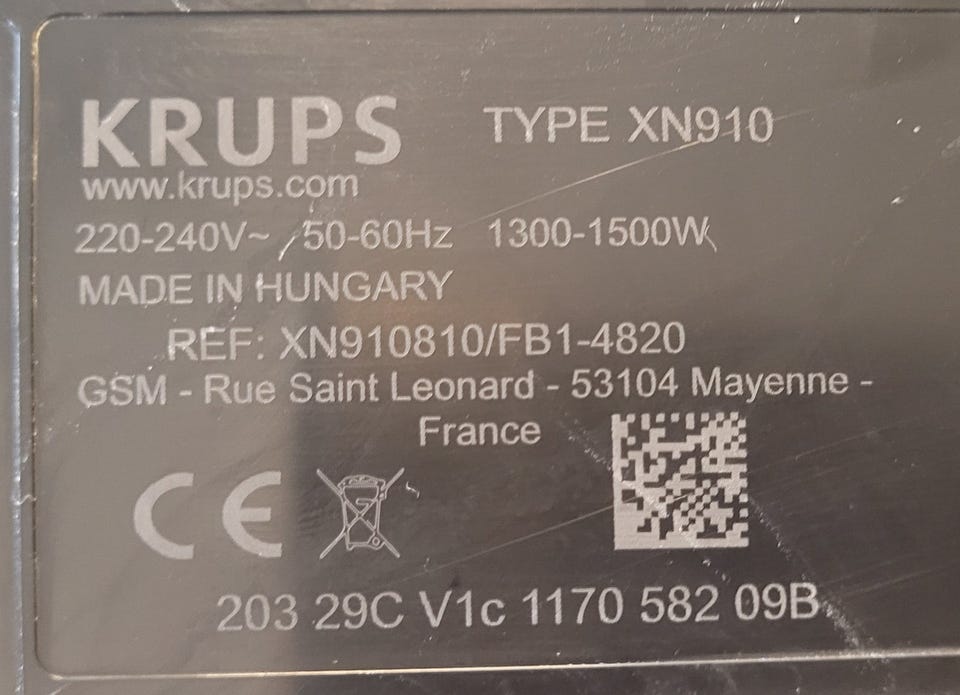 KRUPS TYPE XN910
www.krups.com
220-240V~ 50-60Hz 1300-1500W
MADE IN HUNGARY
REF: XN910810/FB1-4820
GSM - Rue Saint Leonard - 53104 Mayenne -
France
CE
203 29C V1c 1170 582 09B